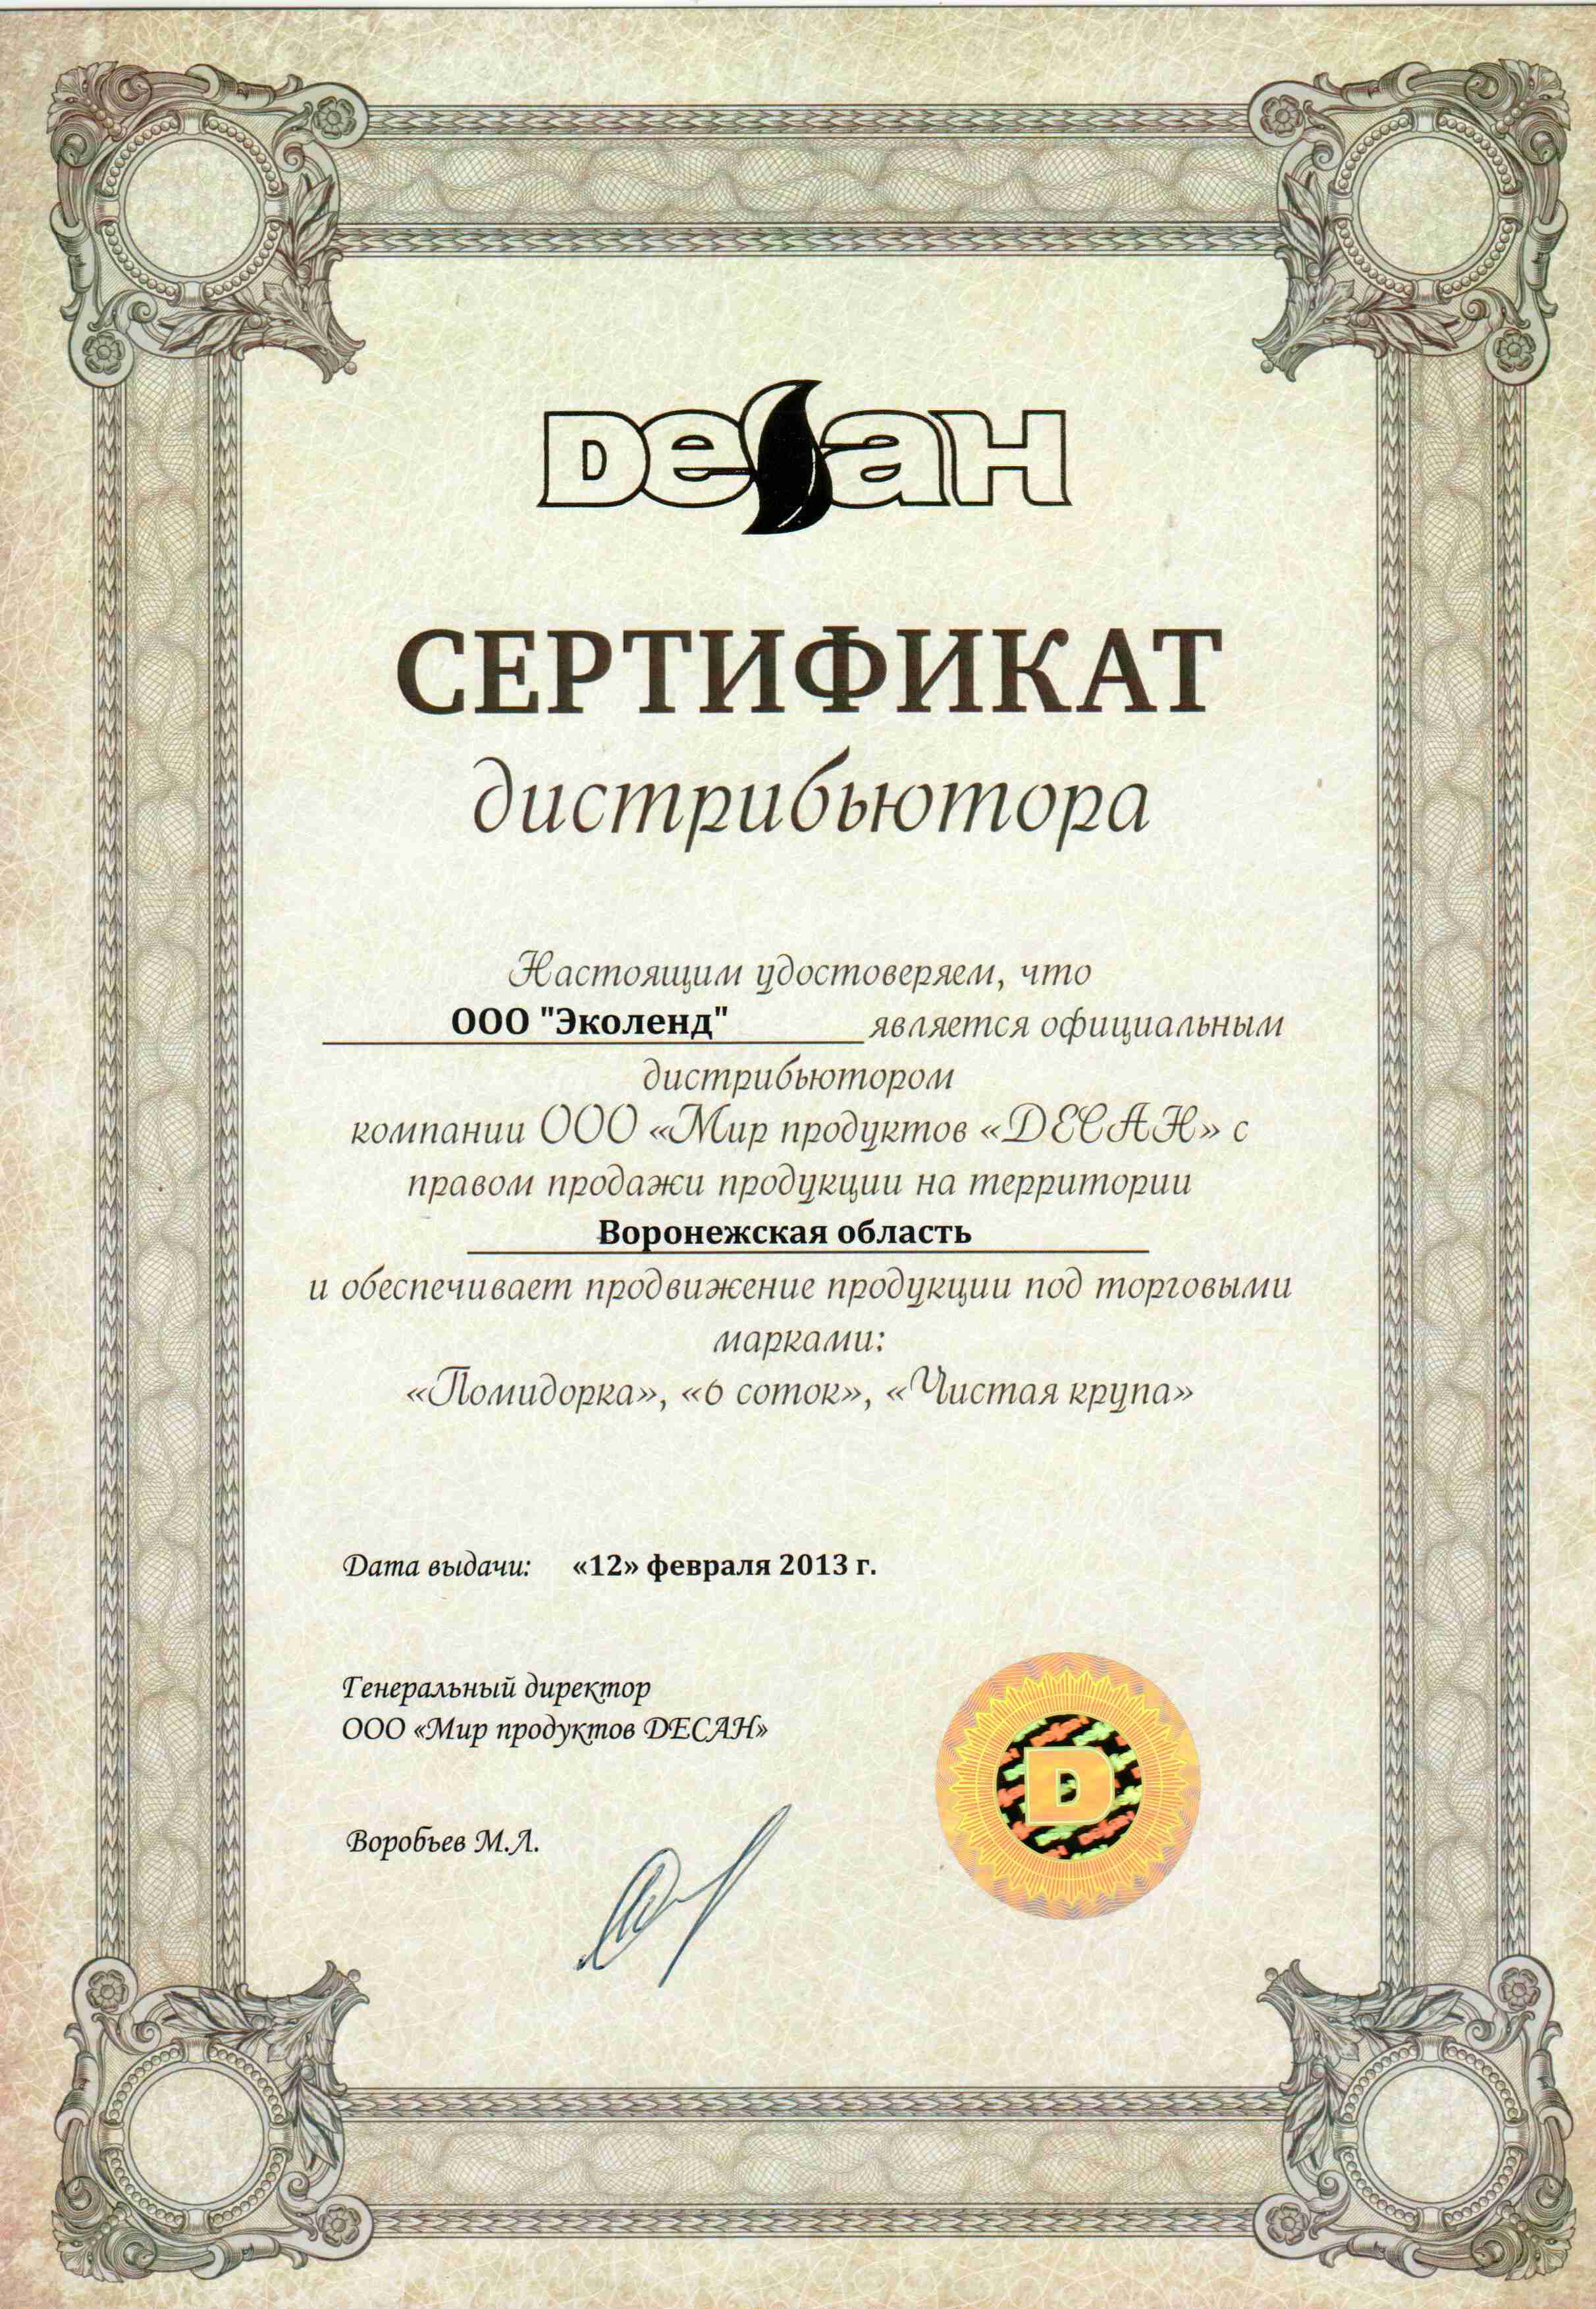 DeСан
СЕРТИФИКАТ
дистрибьютора
Настоящим удостоверяем, что
ООО "Эколенд" является официальным
дистрибьютором
компании ООО «Мир продуктов «ДЕСАН» с
правом продажи продукции на территории
Воронежская область
и обеспечивает продвижение продукции под торговыми
марками:
«Помидорка», «6 соток», «Чистая крупа»
Дата выдачи: «12» февраля 2013 г.
Генеральный директор
ООО «Мир продуктов ДЕСАН»
Воробьев М.Л.
D